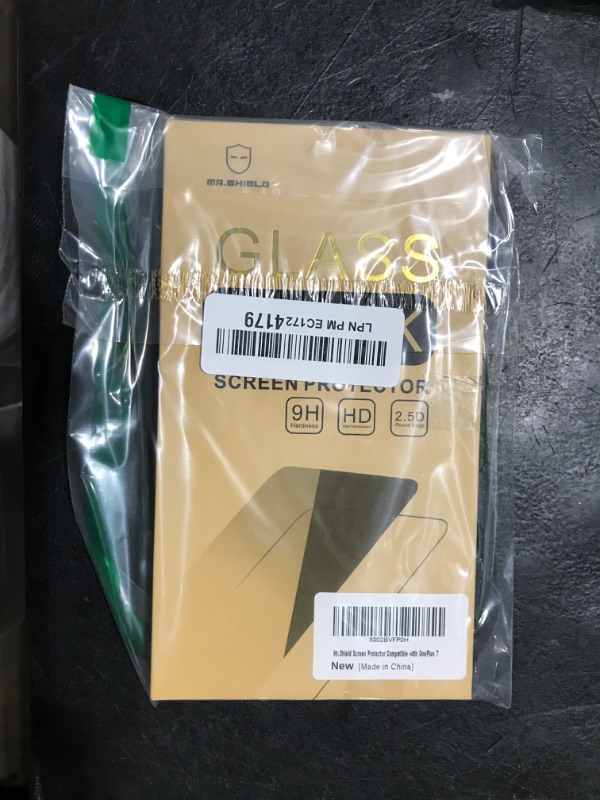 MR.SHIELD
GLASS
K
LPN PM EC1724179
SCREEN PROTECTOR
9H HD 2.5D
Hardness Round Edge
X002BVFP0H
Mr.Shield Screen Protector Compatible with OnePlus 7
New [Made in China]